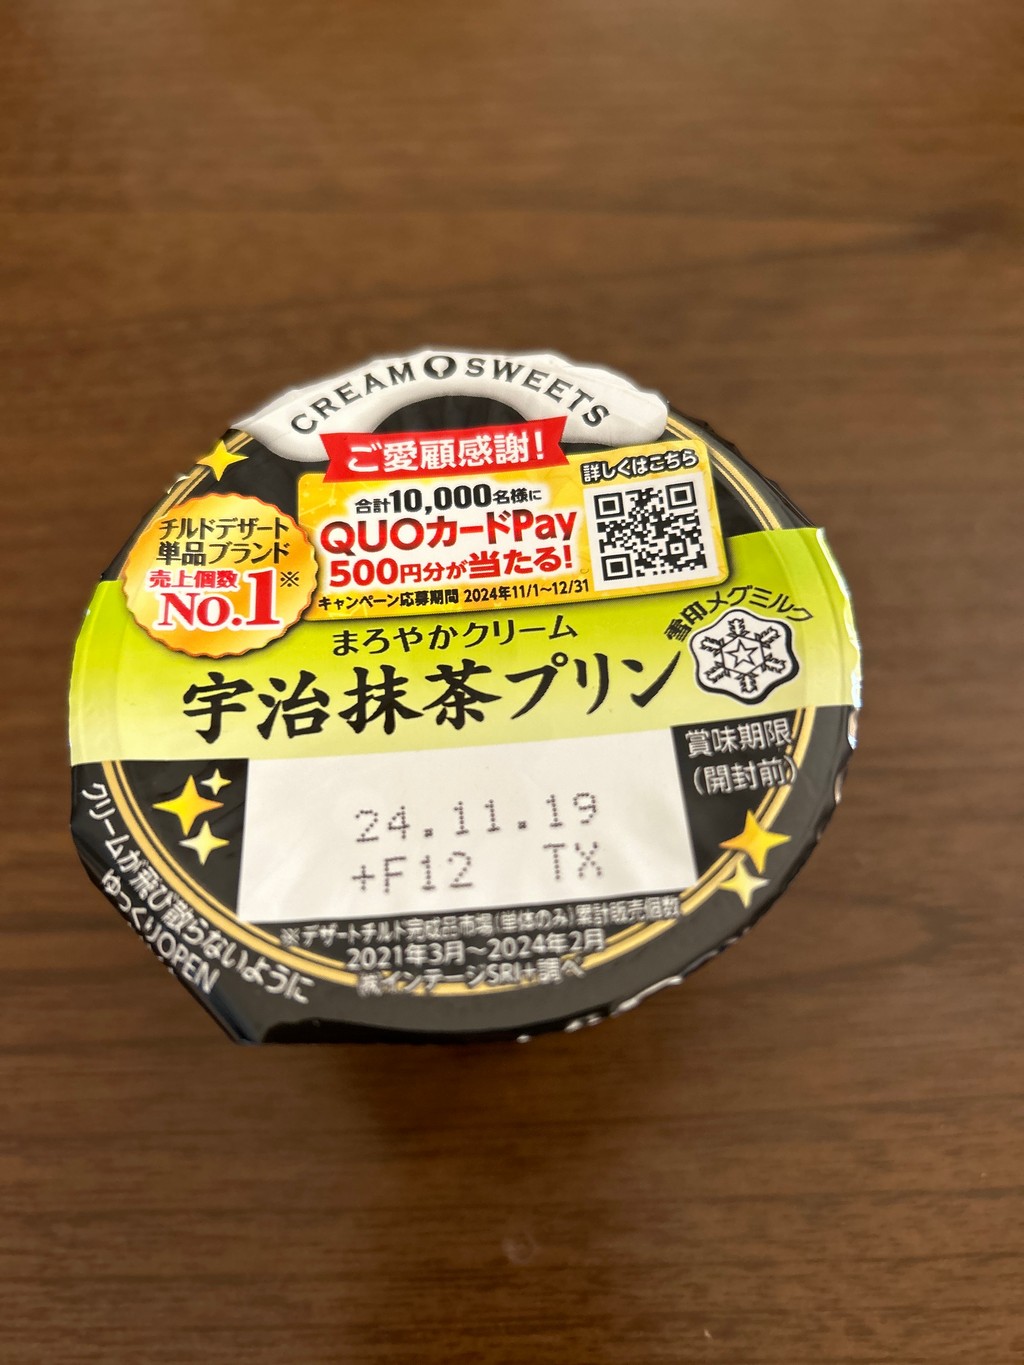 CREAM SWEETS
ご愛顧感謝!
詳しくはこちら
合計10,000名様に
QUOカードPay
500円分が当たる!
キャンペーン応募期間 2024年11/1~12/31
チルドデザート
単品ブランド
売上個数※
No.1
まろやかクリーム
宇治抹茶プリン
雪印メグミルク
賞味期限
(開封前)
24.11.19
+F12 TX
※デザートチルド完成品市場(単体のみ)累計販売個数
2021年3月~2024年2月
㈱インテージSRI+調べ
クリームが飛び散らないように
ゆっくりOPEN